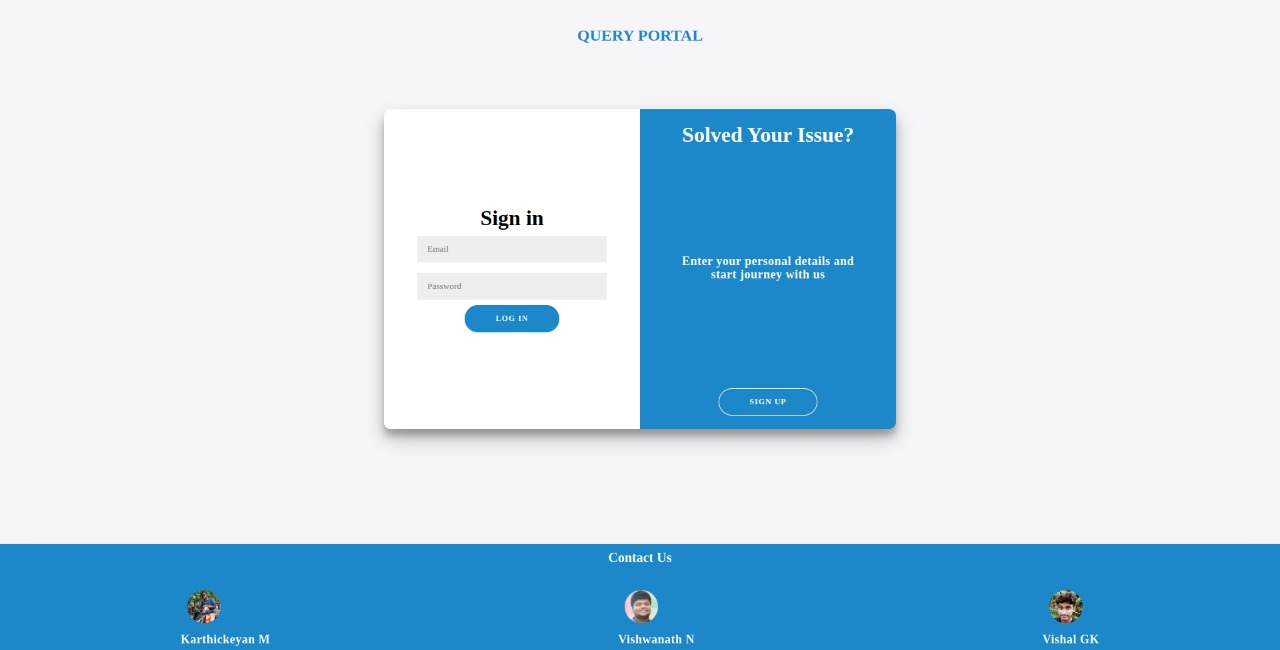 QUERY PORTAL
Sign in
Email
Password
LOG IN
Solved Your Issue?
Enter your personal details and
start journey with us
SIGN UP
Contact Us
Karthickeyan M
Vishwanath N
Vishal GK